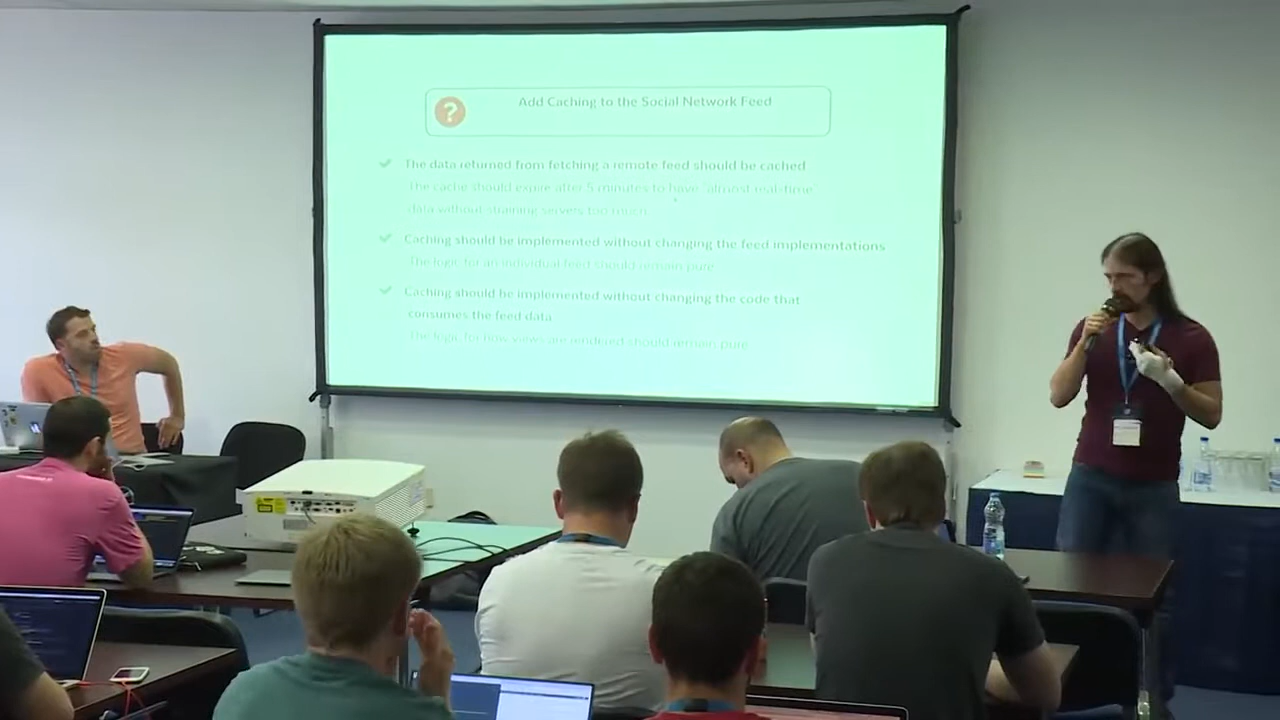 ?
Add Caching to the Social Network Feed
The data returned from fetching a remote feed should be cached
The cache should expire after 5 minutes to have "almost real-time"
data without straining servers too much
Caching should be implemented without changing the feed implementations
The logic for an individual feed should remain pure
Caching should be implemented without changing the code that
consumes the feed data
The logic for how views are rendered should remain pure